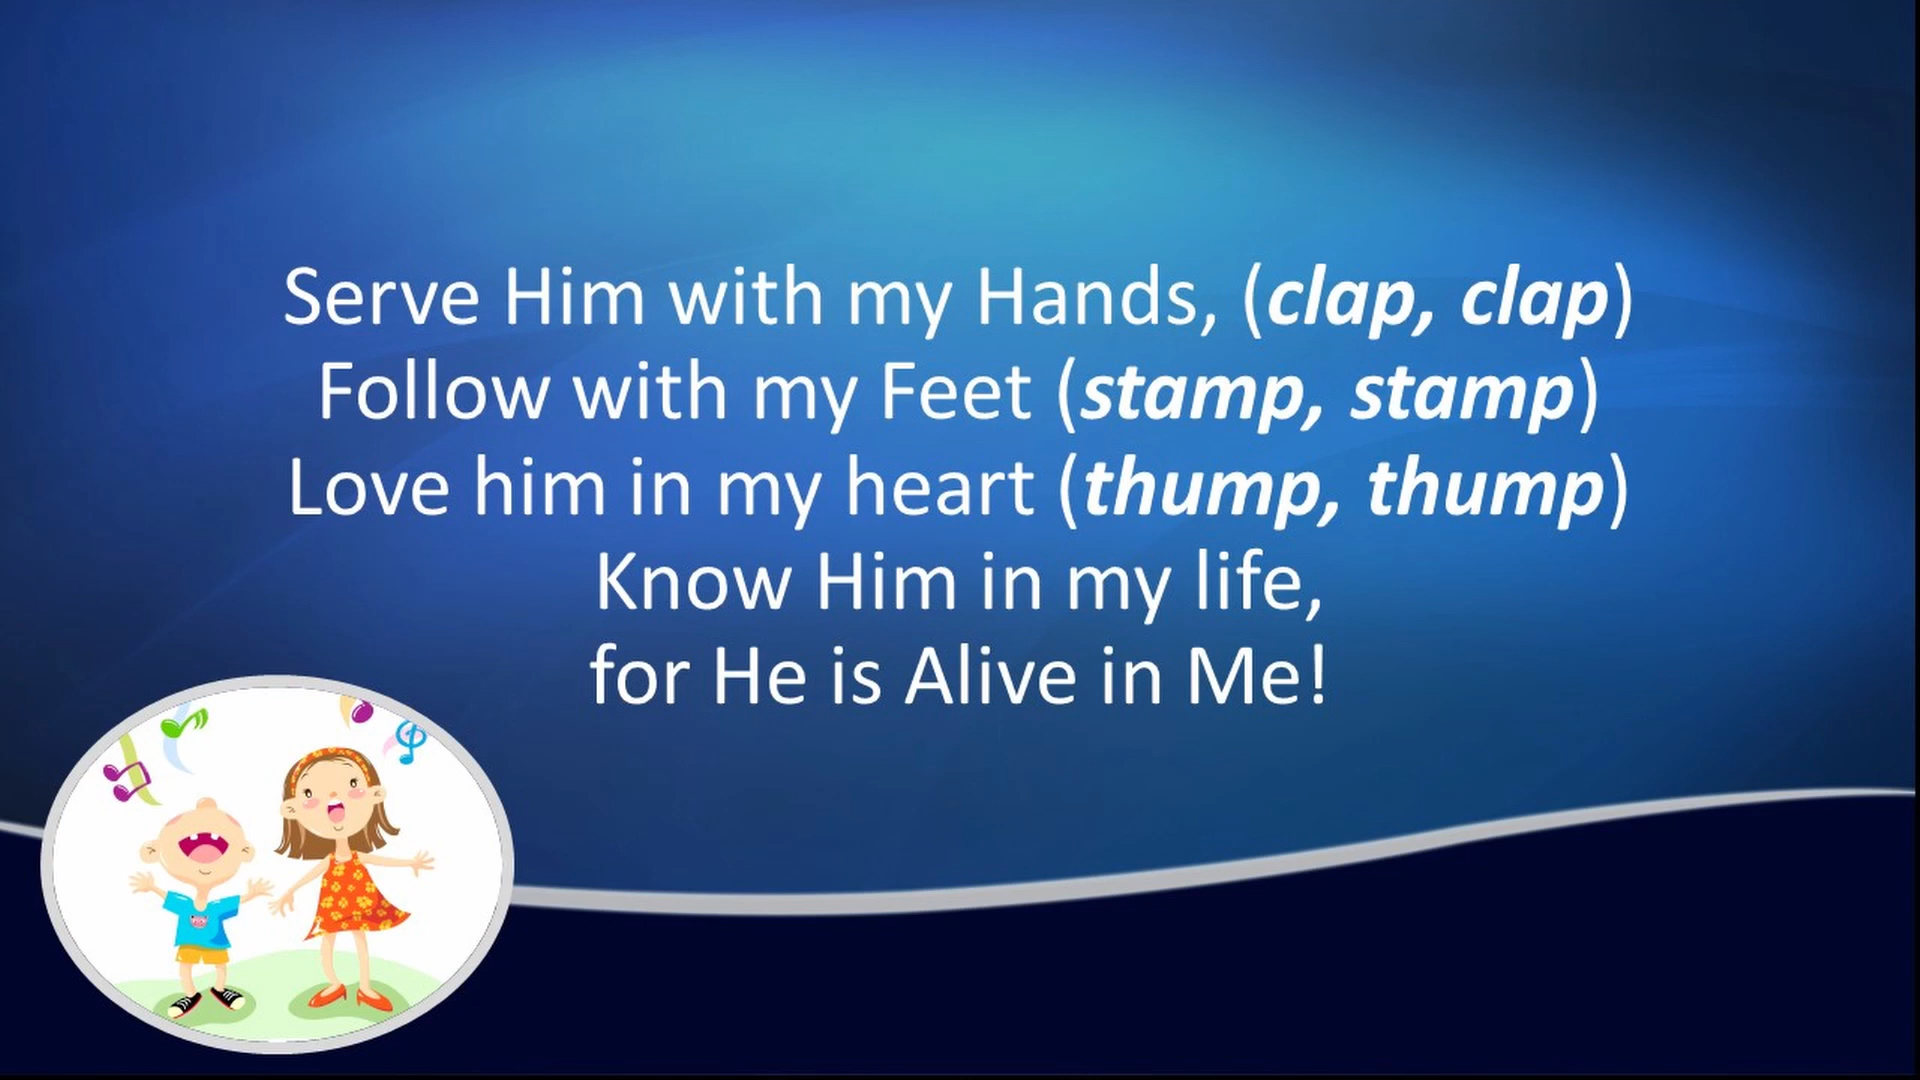 Serve Him with my Hands, (clap, clap)
Follow with my Feet (stamp, stamp)
Love him in my heart (thump, thump)
Know Him in my life,
for He is Alive in Me!